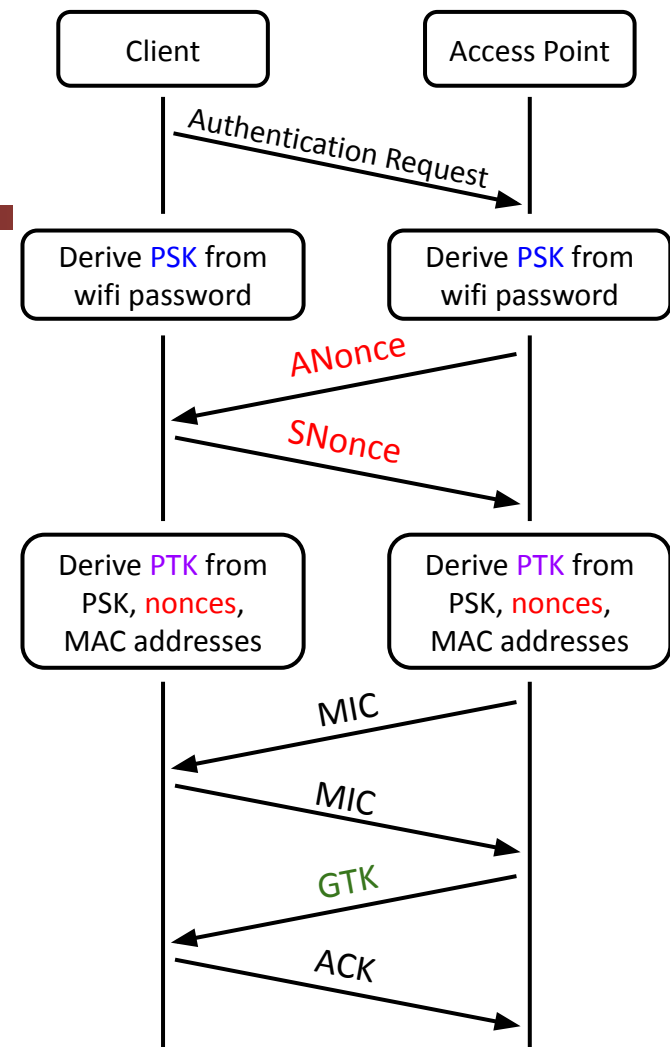 Client
Access Point
Authentication Request
Derive PSK from
wifi password
Derive PSK from
wifi password
ANonce
SNonce
Derive PTK from
PSK, nonces,
MAC addresses
Derive PTK from
PSK, nonces,
MAC addresses
MIC
MIC
GTK
ACK